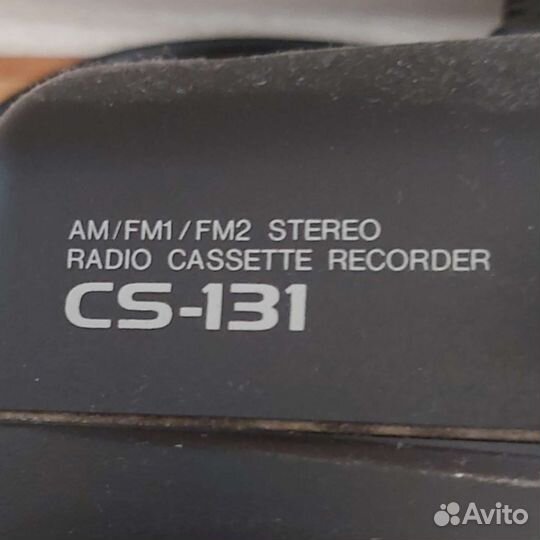 AM/FM1/FM2 STEREO
RADIO CASSETTE RECORDER
CS-131
Avito